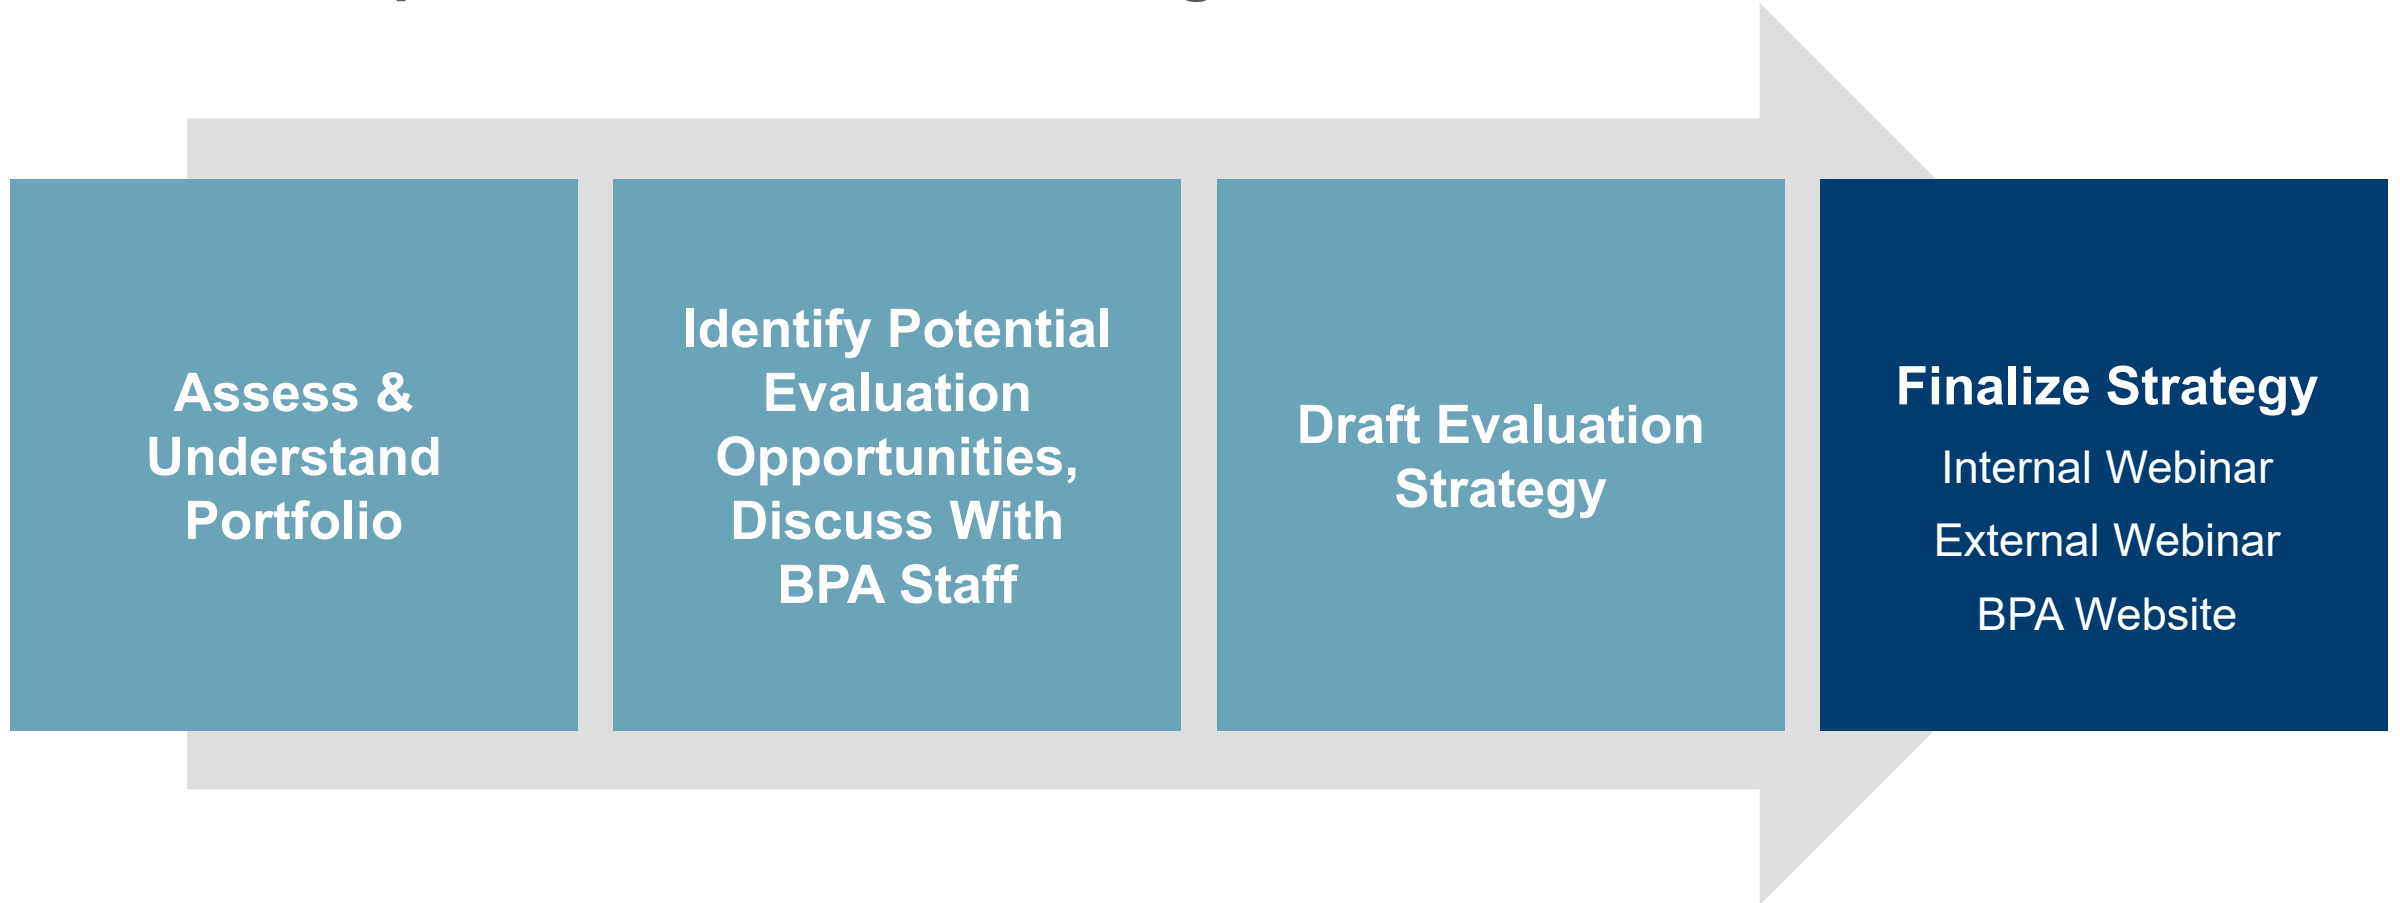 Assess &
Understand
Portfolio
Identify Potential
Evaluation
Opportunities,
Discuss With
BPA Staff
Draft Evaluation
Strategy
Finalize Strategy
Internal Webinar
External Webinar
BPA Website